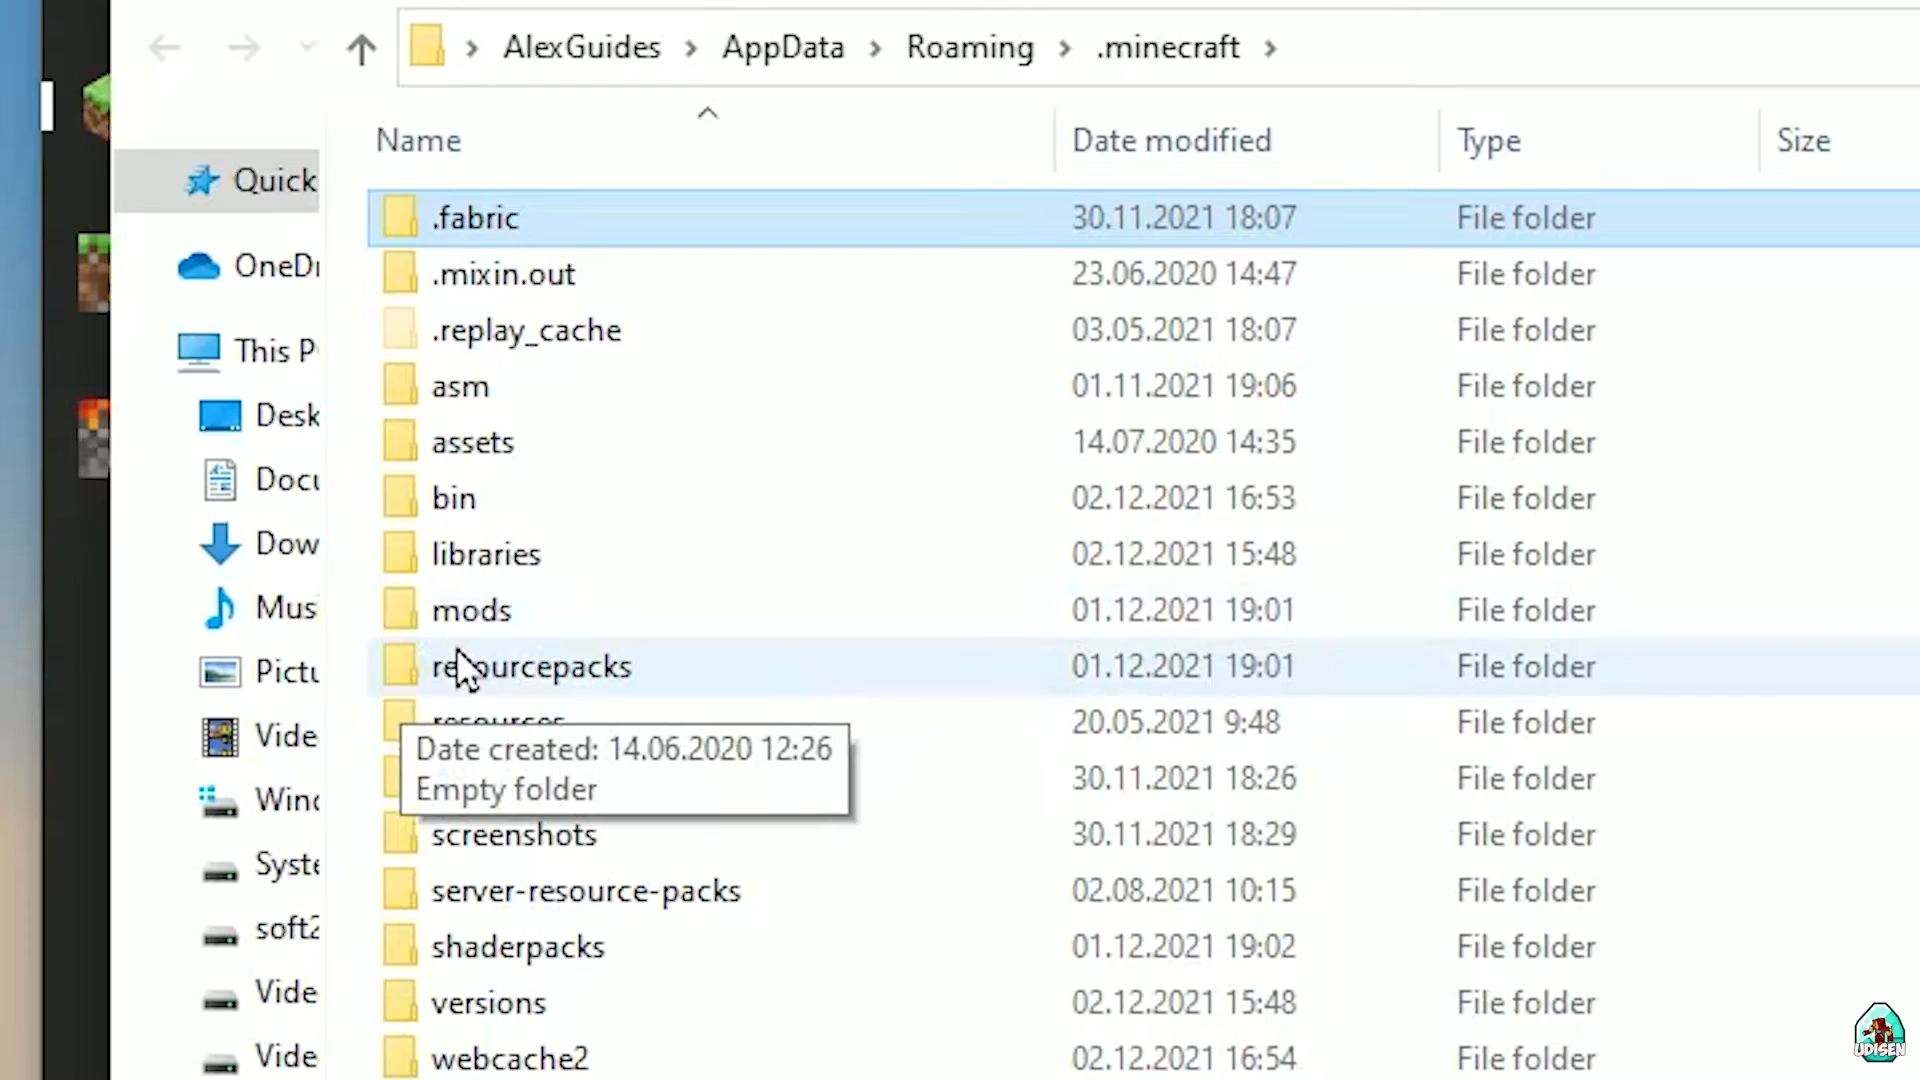 AlexGuides > AppData > Roaming > .minecraft >
Name Date modified Type Size
Quick
OneDr
This P
Desk
Docu
Dow
Mus
Pictu
Vide
Wind
Syste
soft2
Vide
Vide
.fabric 30.11.2021 18:07 File folder
.mixin.out 23.06.2020 14:47 File folder
.replay_cache 03.05.2021 18:07 File folder
asm 01.11.2021 19:06 File folder
assets 14.07.2020 14:35 File folder
bin 02.12.2021 16:53 File folder
libraries 02.12.2021 15:48 File folder
mods 01.12.2021 19:01 File folder
resourcepacks 01.12.2021 19:01 File folder
resources 20.05.2021 9:48 File folder
Date created: 14.06.2020 12:26
Empty folder
30.11.2021 18:26 File folder
screenshots 30.11.2021 18:29 File folder
server-resource-packs 02.08.2021 10:15 File folder
shaderpacks 01.12.2021 19:02 File folder
versions 02.12.2021 15:48 File folder
webcache2 02.12.2021 16:54 File folder
UDISEN